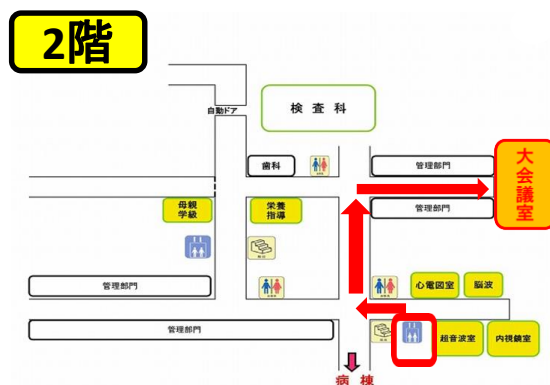 2階
自動ドア
検査科
歯科
管理部門
大会議室
母親
学級
栄養
指導
管理部門
管理部門
心電図室
脳波
管理部門
超音波室
内視鏡室
病棟